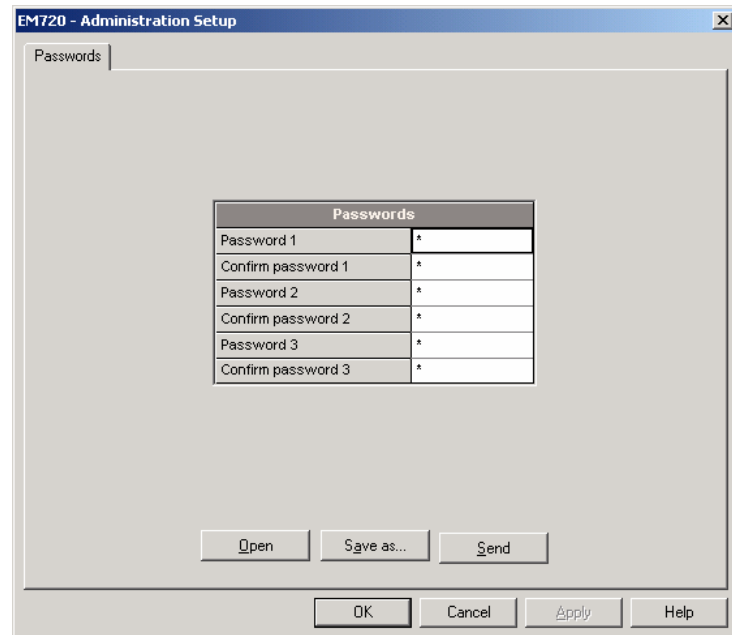 EM720 - Administration Setup
Passwords
Passwords
Password 1 *
Confirm password 1 *
Password 2 *
Confirm password 2 *
Password 3 *
Confirm password 3 *
Open Save as... Send
OK Cancel Apply Help